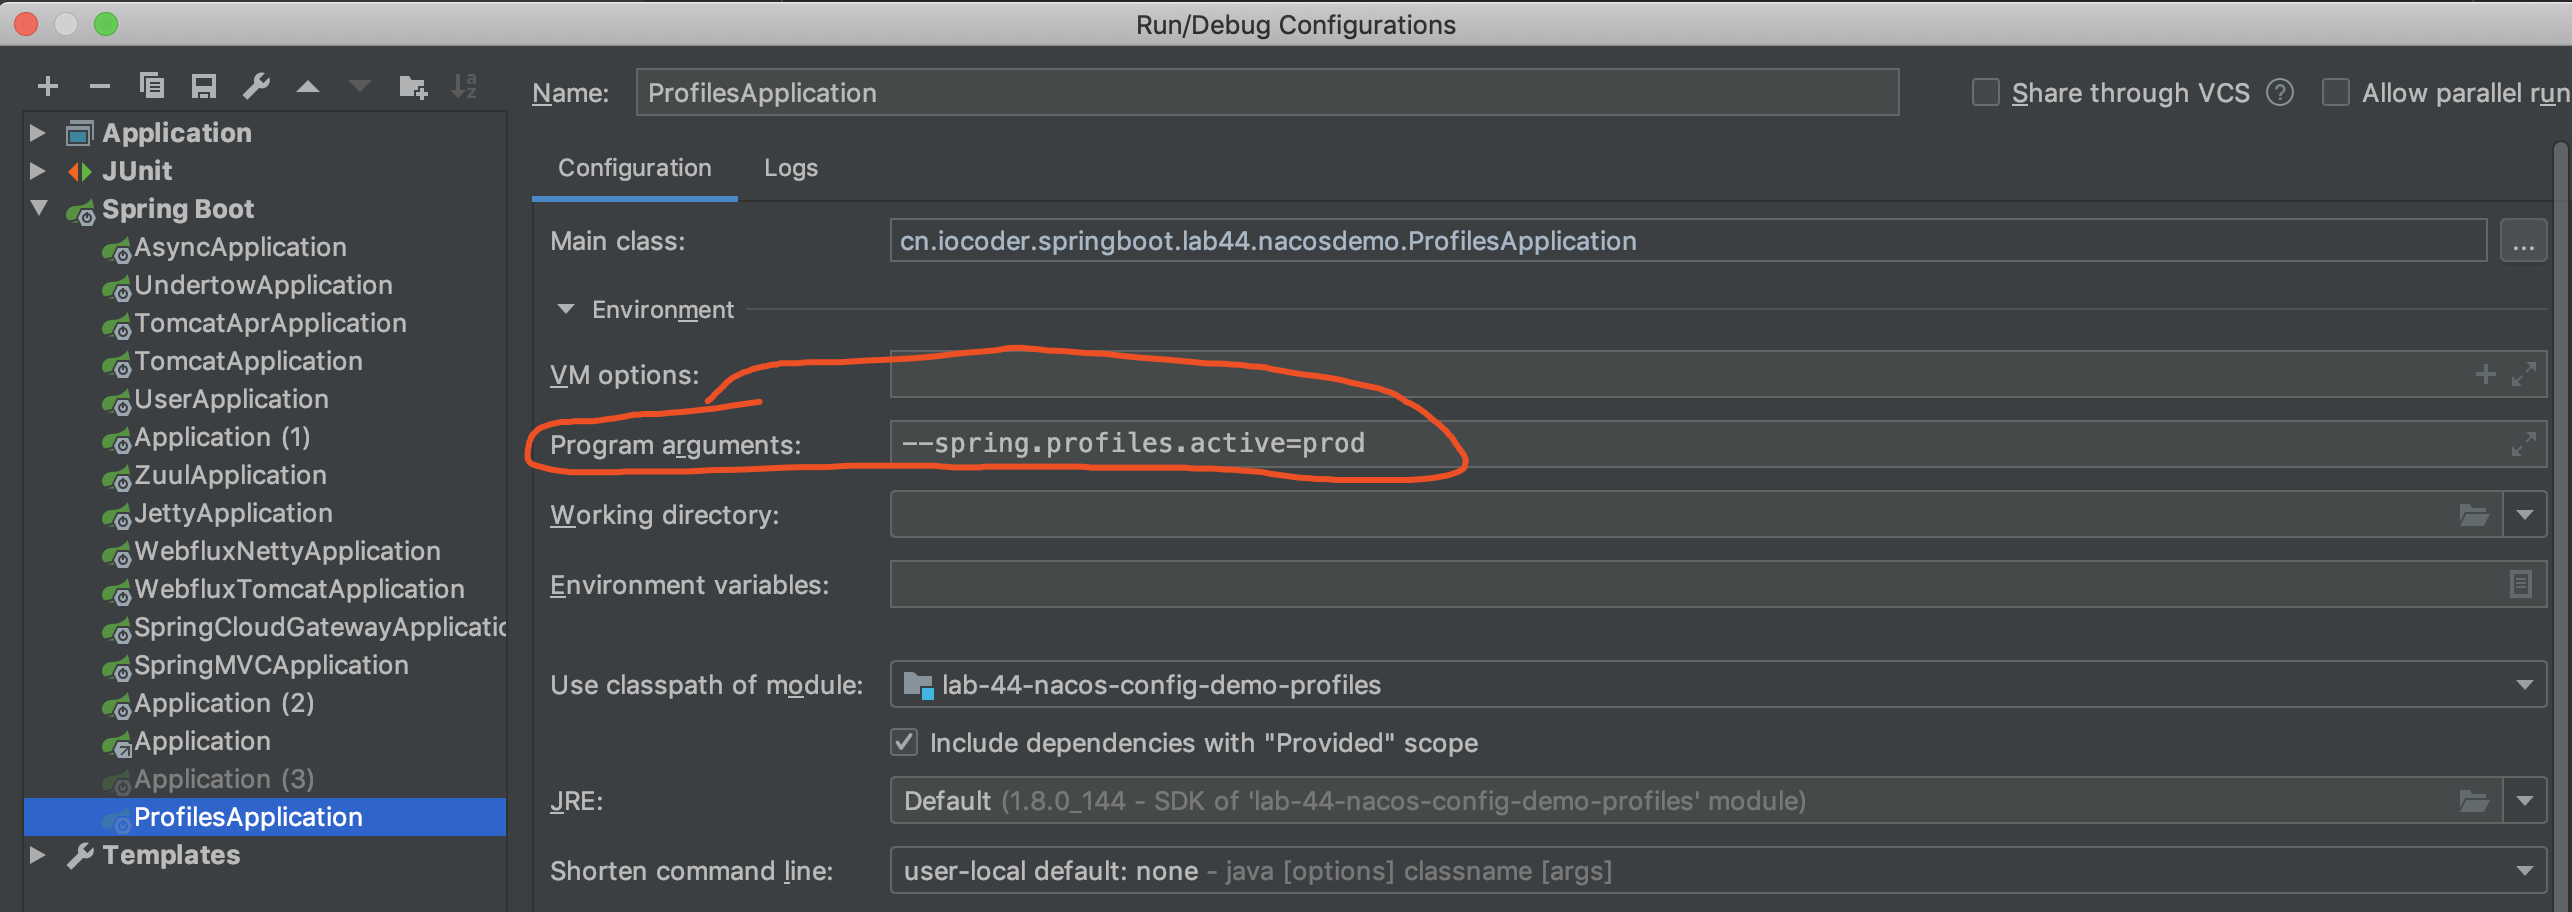 Run/Debug Configurations
Name: ProfilesApplication
Share through VCS ?
Allow parallel run
Application
JUnit
Spring Boot
AsyncApplication
UndertowApplication
TomcatAprApplication
TomcatApplication
UserApplication
Application (1)
ZuulApplication
JettyApplication
WebfluxNettyApplication
WebfluxTomcatApplication
SpringCloudGatewayApplicatio
SpringMVCApplication
Application (2)
Application
Application (3)
ProfilesApplication
Templates
Configuration Logs
Main class: cn.iocoder.springboot.lab44.nacosdemo.ProfilesApplication ...
Environment
VM options:
Program arguments: --spring.profiles.active=prod
Working directory:
Environment variables:
Use classpath of module: lab-44-nacos-config-demo-profiles
Include dependencies with "Provided" scope
JRE: Default (1.8.0_144 - SDK of 'lab-44-nacos-config-demo-profiles' module)
Shorten command line: user-local default: none - java [options] classname [args]